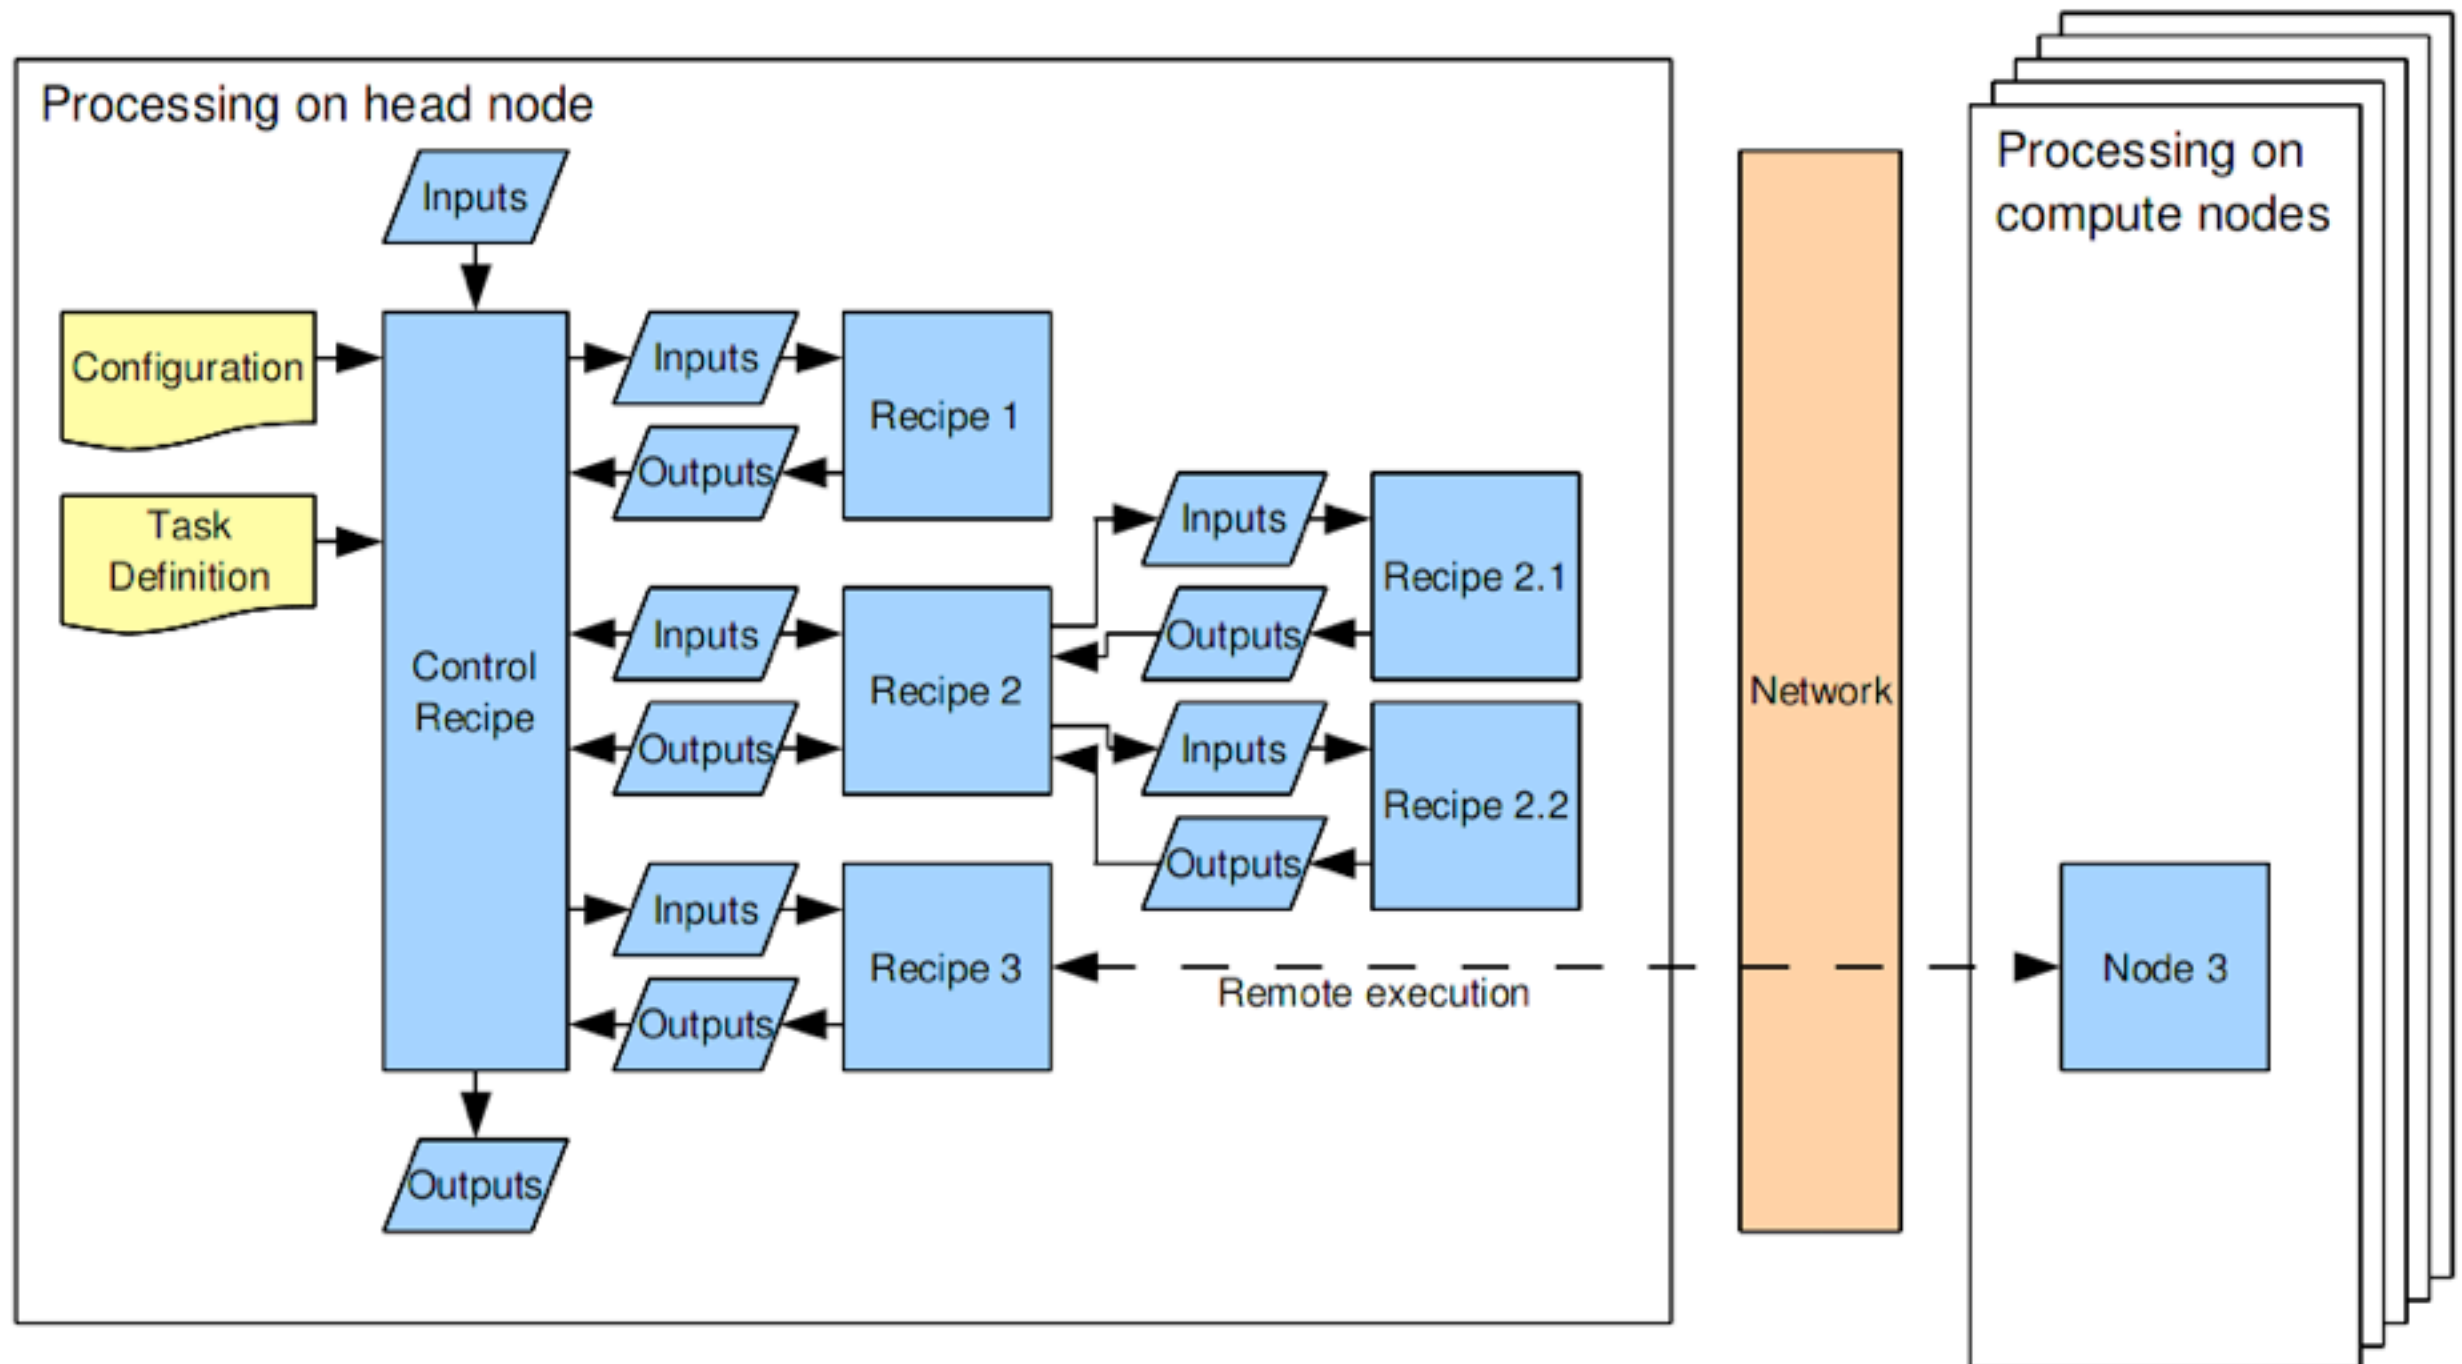 Processing on head node
Inputs
Configuration
Task
Definition
Control
Recipe
Inputs
Outputs
Recipe 1
Inputs
Outputs
Recipe 2
Inputs
Outputs
Recipe 2.1
Inputs
Outputs
Recipe 2.2
Inputs
Outputs
Recipe 3
Remote execution
Outputs
Network
Processing on
compute nodes
Node 3